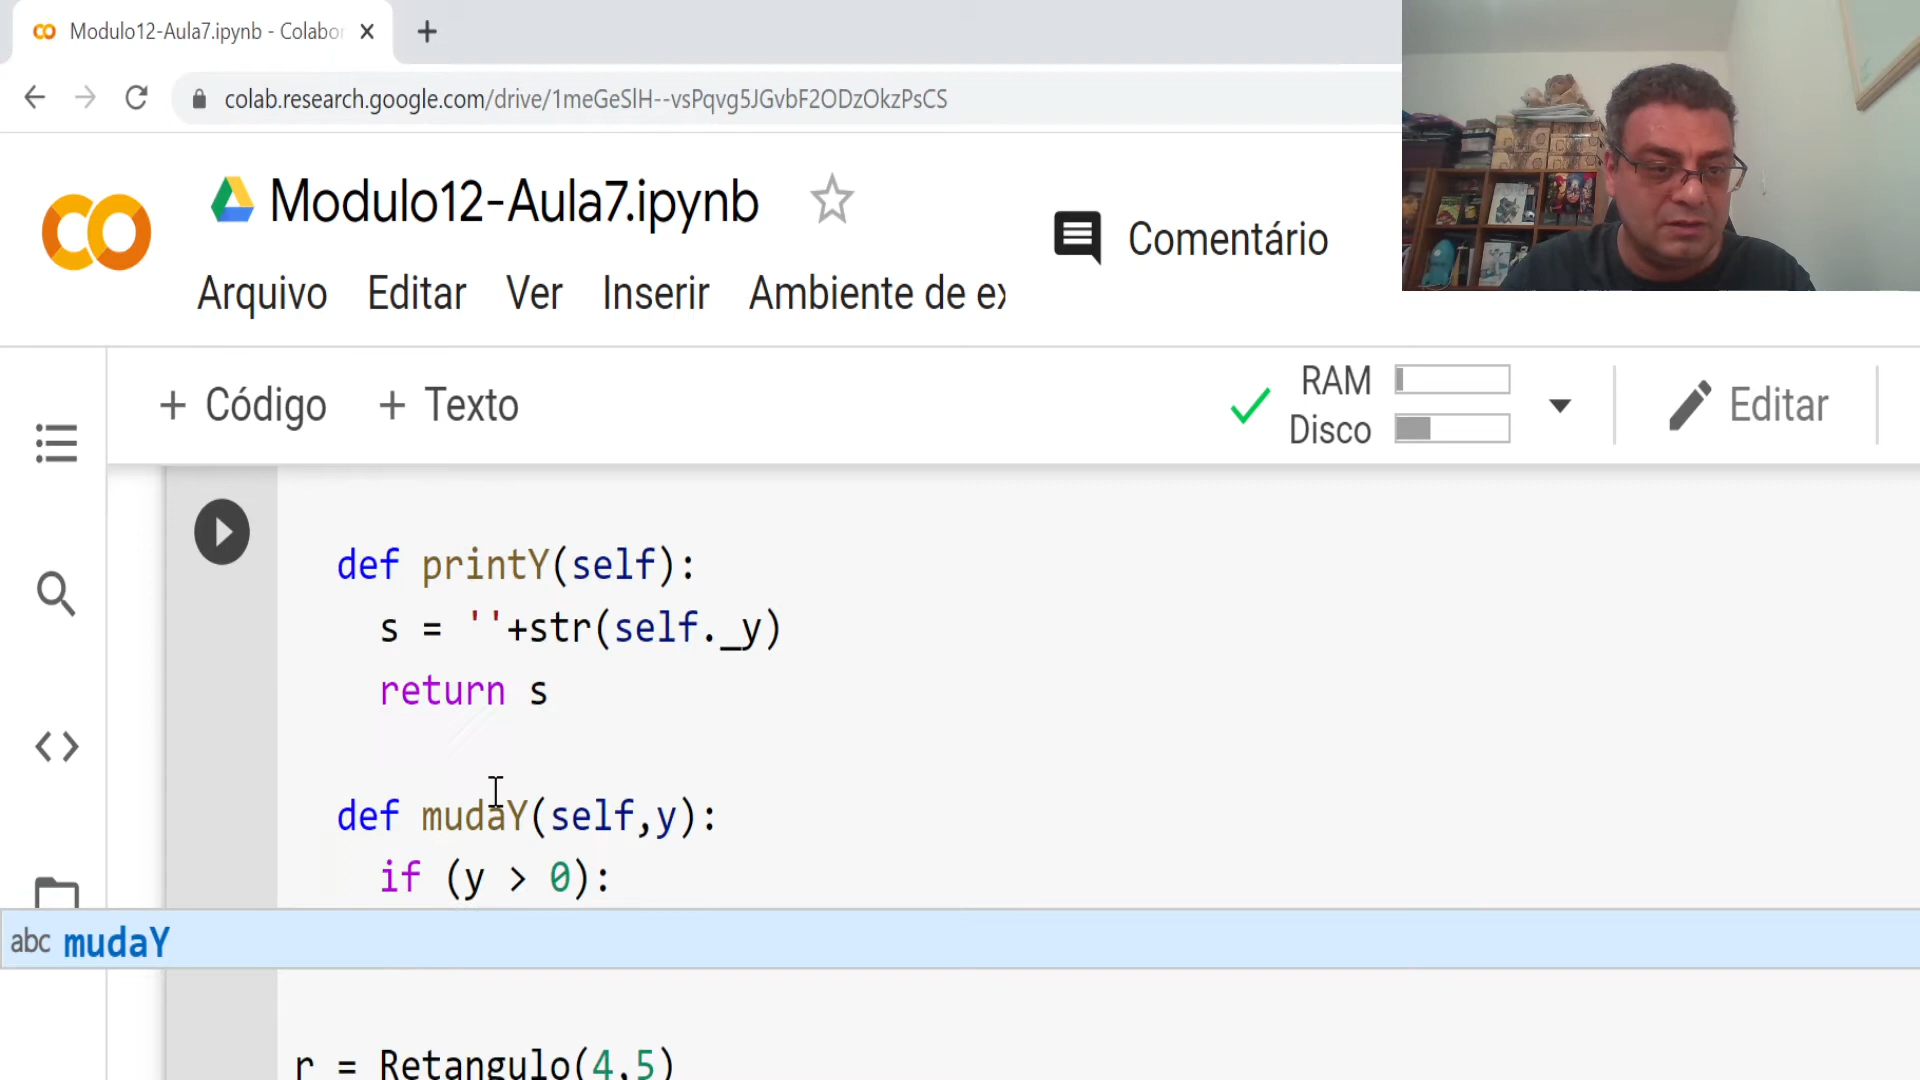 Modulo12-Aula7.ipynb - Colabor
colab.research.google.com/drive/1meGeSlH--vsPqvg5JGvbF2ODzOkzPsCS
Modulo12-Aula7.ipynb
Comentário
Arquivo Editar Ver Inserir Ambiente de ex
+ Código + Texto
RAM
Disco
Editar
def printY(self):
s = ''+str(self._y)
return s
def mudaY(self,y):
if (y > 0):
abc mudaY
r = Retangulo(4,5)